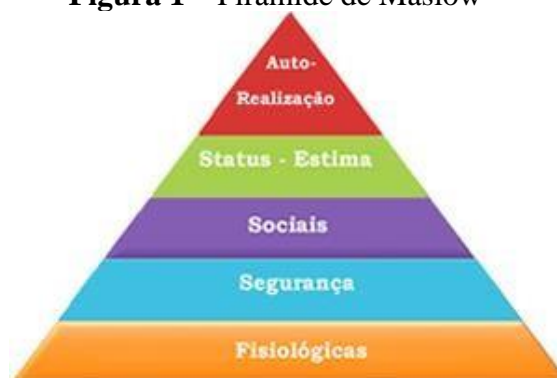 Figura 1 Pirâmide de Maslow
Auto-
Realização
Status - Estima
Sociais
Segurança
Fisiológicas